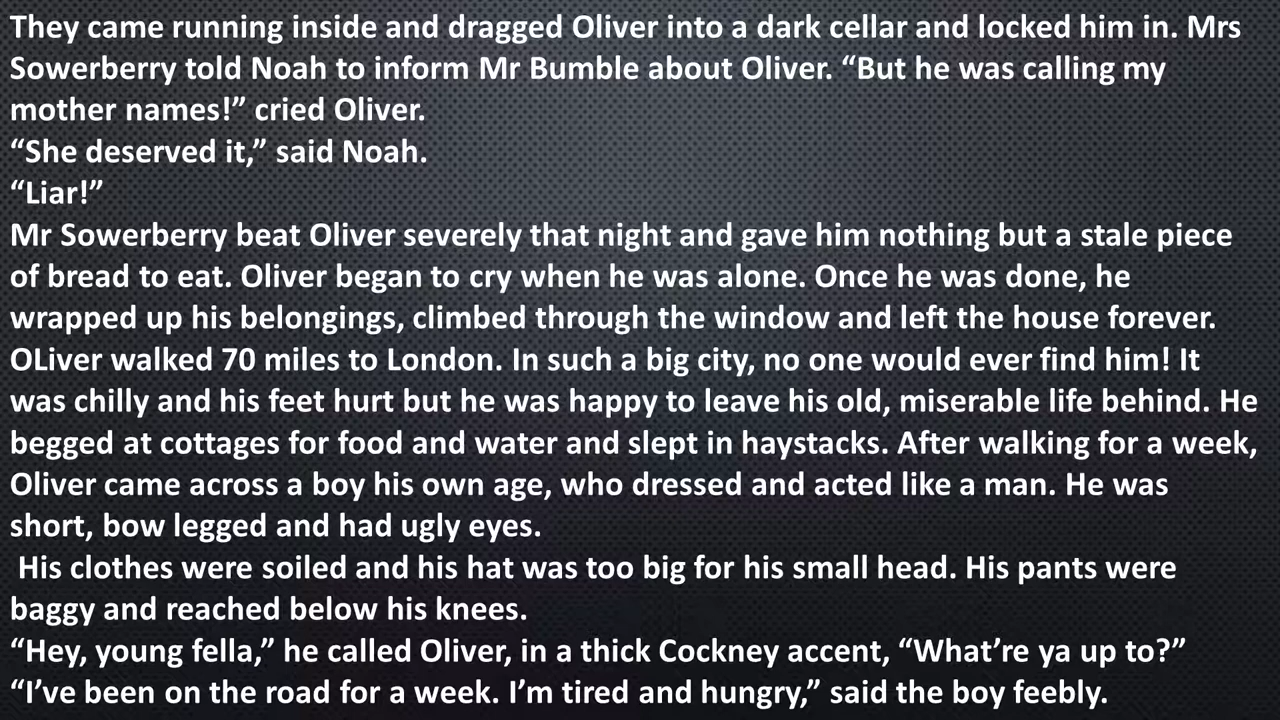 They came running inside and dragged Oliver into a dark cellar and locked him in. Mrs
Sowerberry told Noah to inform Mr Bumble about Oliver. “But he was calling my
mother names!” cried Oliver.
“She deserved it,” said Noah.
“Liar!”
Mr Sowerberry beat Oliver severely that night and gave him nothing but a stale piece
of bread to eat. Oliver began to cry when he was alone. Once he was done, he
wrapped up his belongings, climbed through the window and left the house forever.
OLiver walked 70 miles to London. In such a big city, no one would ever find him! It
was chilly and his feet hurt but he was happy to leave his old, miserable life behind. He
begged at cottages for food and water and slept in haystacks. After walking for a week,
Oliver came across a boy his own age, who dressed and acted like a man. He was
short, bow legged and had ugly eyes.
His clothes were soiled and his hat was too big for his small head. His pants were
baggy and reached below his knees.
“Hey, young fella,” he called Oliver, in a thick Cockney accent, “What’re ya up to?”
“I’ve been on the road for a week. I’m tired and hungry,” said the boy feebly.